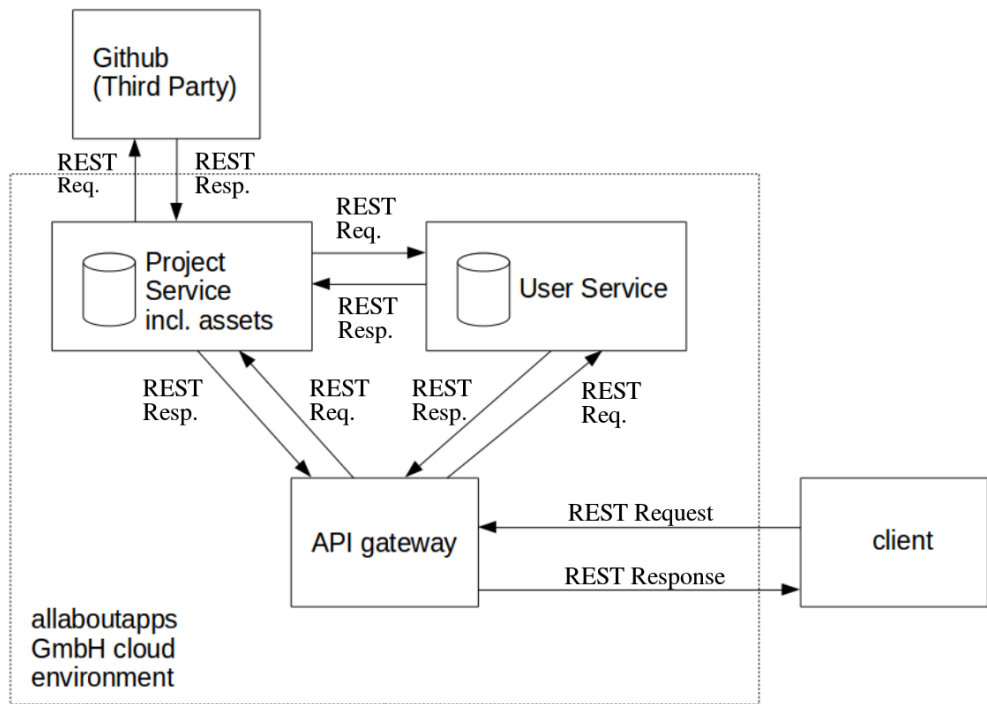 Github
(Third Party)
REST
Req.
REST
Resp.
REST
Req.
Project
Service
incl. assets
User Service
REST
Resp.
REST
Resp.
REST
Req.
REST
Resp.
REST
Req.
REST Request
API gateway
client
REST Response
allaboutapps
GmbH cloud
environment